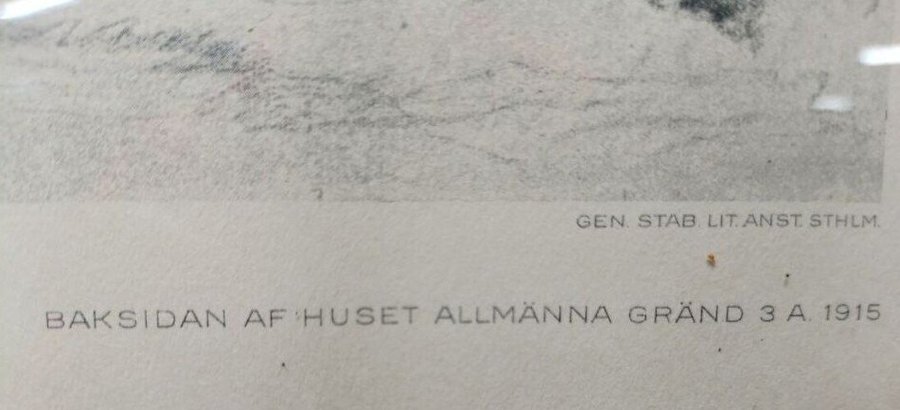 GEN. STAB. LIT. ANST. STHLM.
BAKSIDAN AF HUSET ALLMÄNNA GRÄND 3 A. 1915